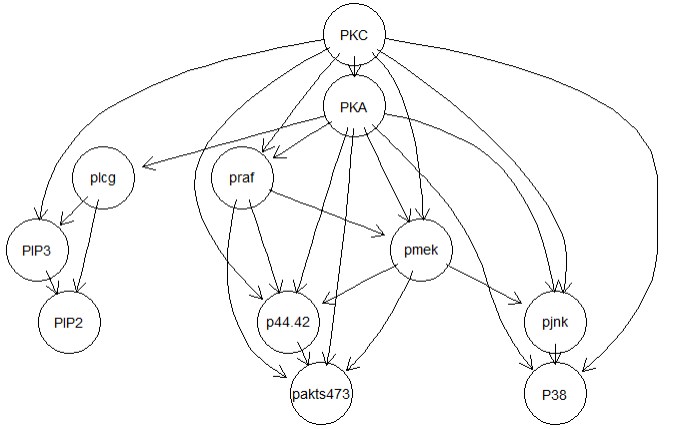 PKC
PKA
plcg
praf
PIP3
pmek
PIP2
p44.42
pjnk
pakts473
P38